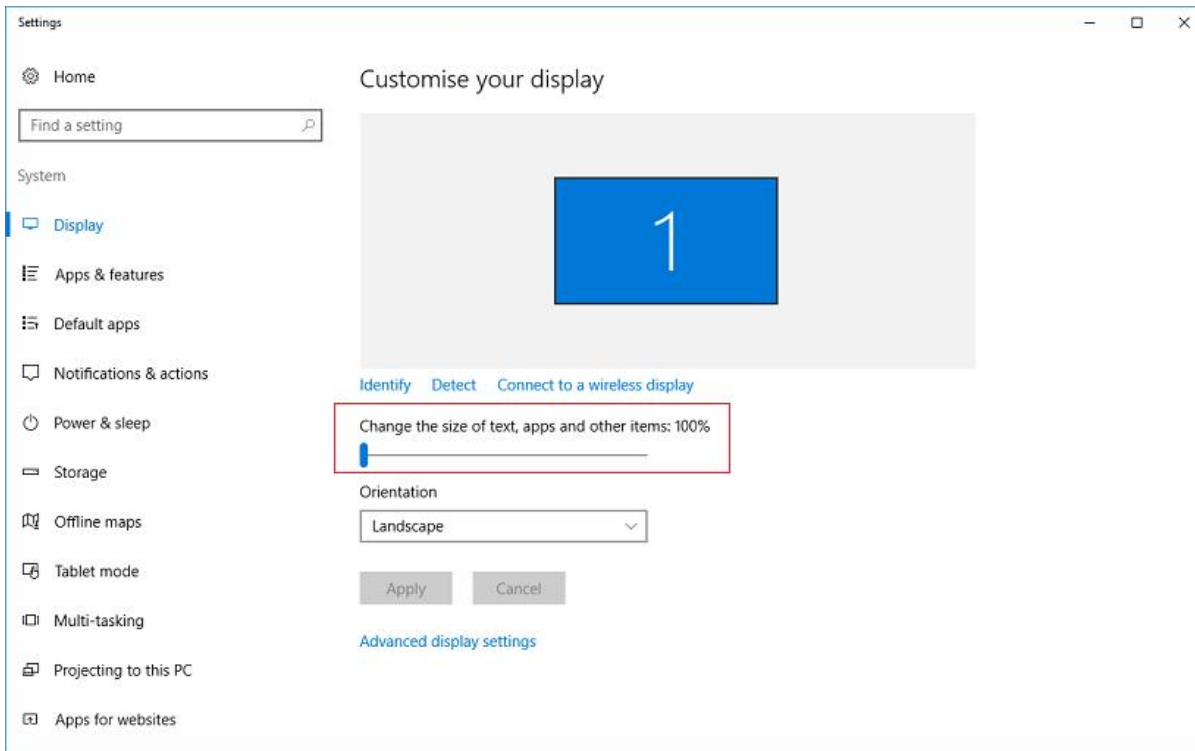 Settings
Home
Find a setting
System
Display
Apps & features
Default apps
Notifications & actions
Power & sleep
Storage
Offline maps
Tablet mode
Multi-tasking
Projecting to this PC
Apps for websites
Customise your display
1
Identify Detect Connect to a wireless display
Change the size of text, apps and other items: 100%
Orientation
Landscape
Apply Cancel
Advanced display settings